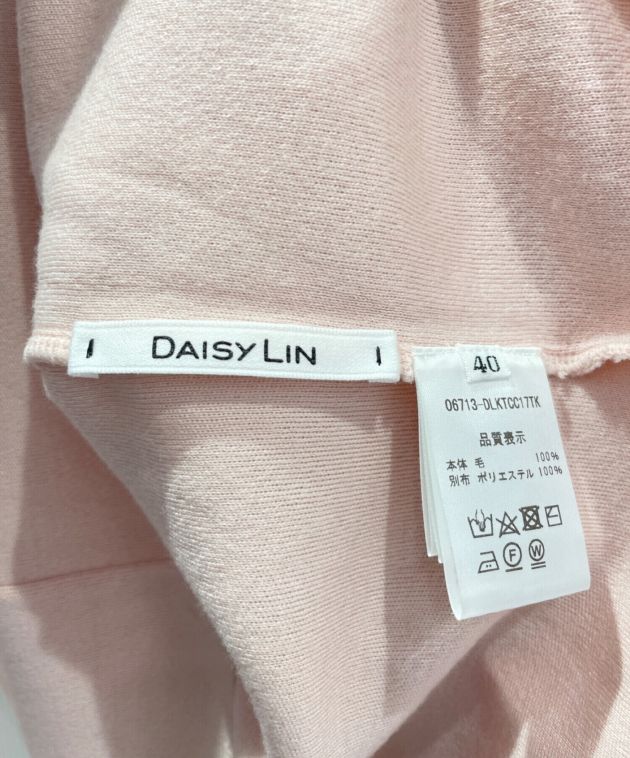 DAISY LIN
40
06713-DLKTCC17TK
品質表示
本体 毛 100%
別布 ポリエステル 100%
F W